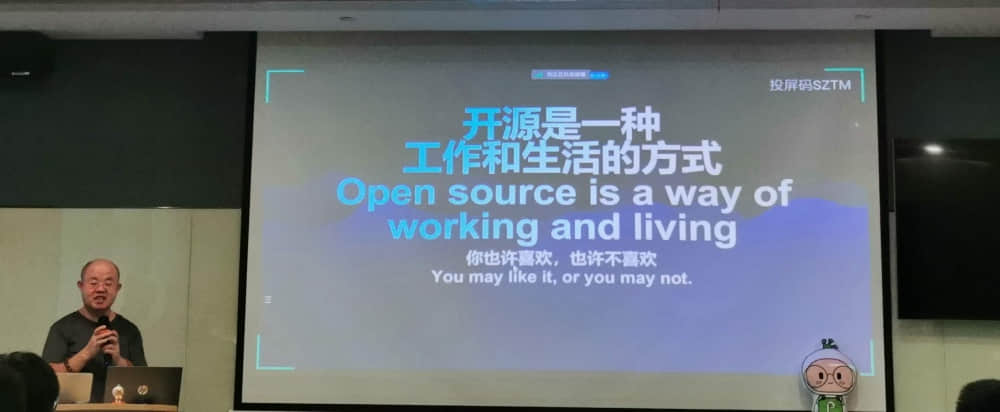 投屏码SZTM
开源是一种
工作和生活的方式
Open source is a way of
working and living
你也许喜欢，也许不喜欢
You may like it, or you may not.
hp
P